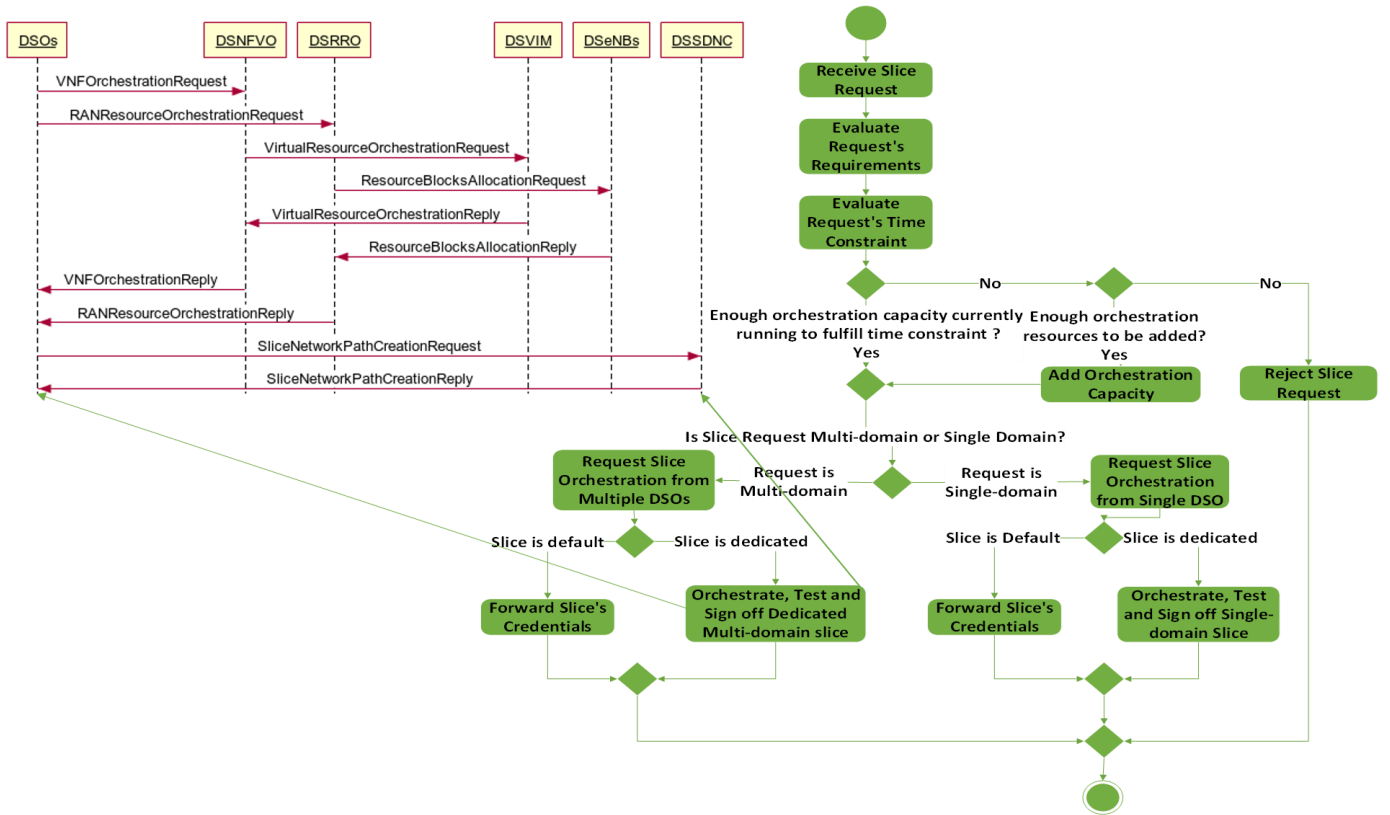 DSOs
DSNFVO
DSRRO
DSVIM
DSeNBs
DSSDNC
VNFOrchestrationRequest
RANResourceOrchestrationRequest
VirtualResourceOrchestrationRequest
ResourceBlocksAllocationRequest
VirtualResourceOrchestrationReply
ResourceBlocksAllocationReply
VNFOrchestrationReply
RANResourceOrchestrationReply
SliceNetworkPathCreationRequest
SliceNetworkPathCreationReply
Receive Slice
Request
Evaluate
Request's
Requirements
Evaluate
Request's Time
Constraint
No
No
Enough orchestration capacity currently
running to fulfill time constraint ?
Yes
Enough orchestration
resources to be added?
Yes
Add Orchestration
Capacity
Reject Slice
Request
Is Slice Request Multi-domain or Single Domain?
Request Slice
Orchestration from
Multiple DSOs
Request is
Multi-domain
Request is
Single-domain
Request Slice
Orchestration
from Single DSO
Slice is default
Slice is dedicated
Slice is Default
Slice is dedicated
Forward Slice's
Credentials
Orchestrate, Test and
Sign off Dedicated
Multi-domain slice
Forward Slice's
Credentials
Orchestrate, Test
and Sign off Single-
domain Slice